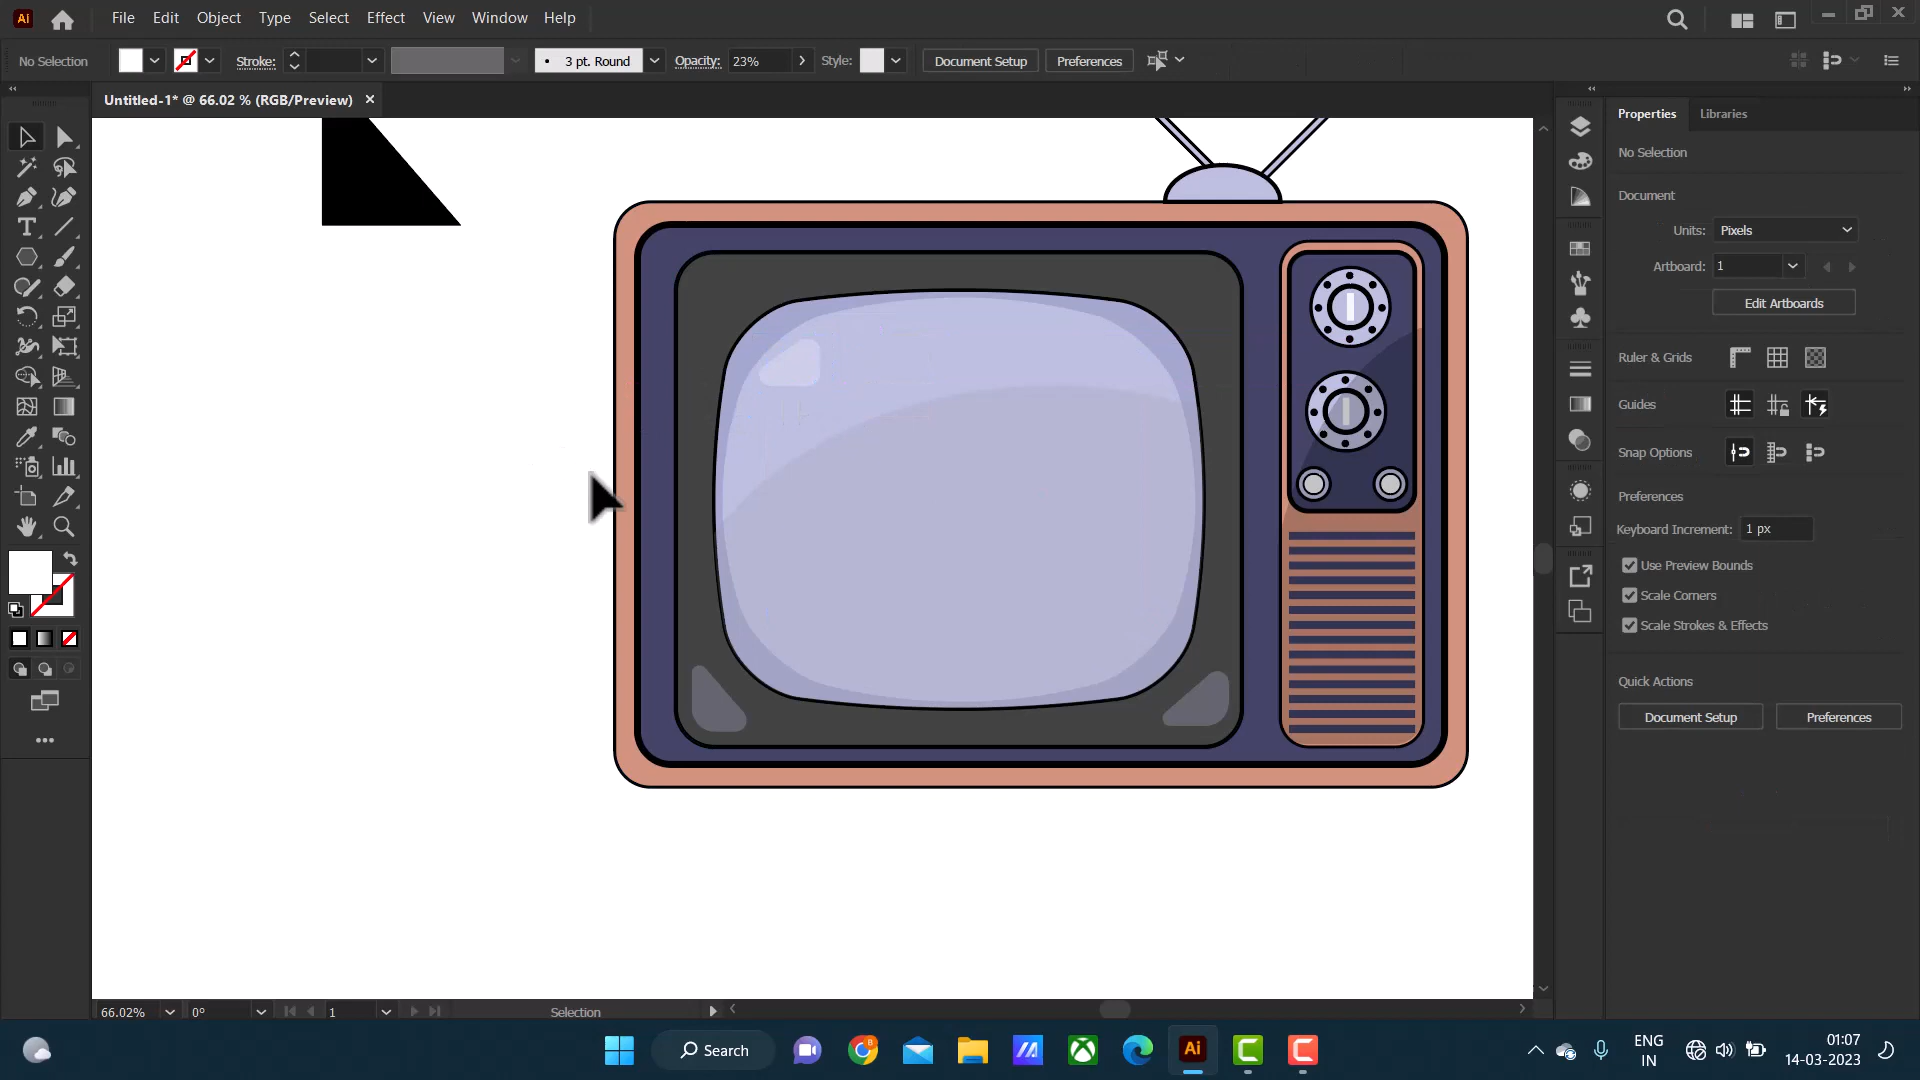 Ai File Edit Object Type Select Effect View Window Help
No Selection Stroke: 3 pt. Round Opacity: 23% Style: Document Setup Preferences
Untitled-1* @ 66.02 % (RGB/Preview)
Properties Libraries
No Selection
Document
Units: Pixels
Artboard: 1
Edit Artboards
Ruler & Grids
Guides
Snap Options
Preferences
Keyboard Increment: 1 px
Use Preview Bounds
Scale Corners
Scale Strokes & Effects
Quick Actions
Document Setup Preferences
66.02% 0° 1 Selection
Search Ai ENG 01:07
IN 14-03-2023